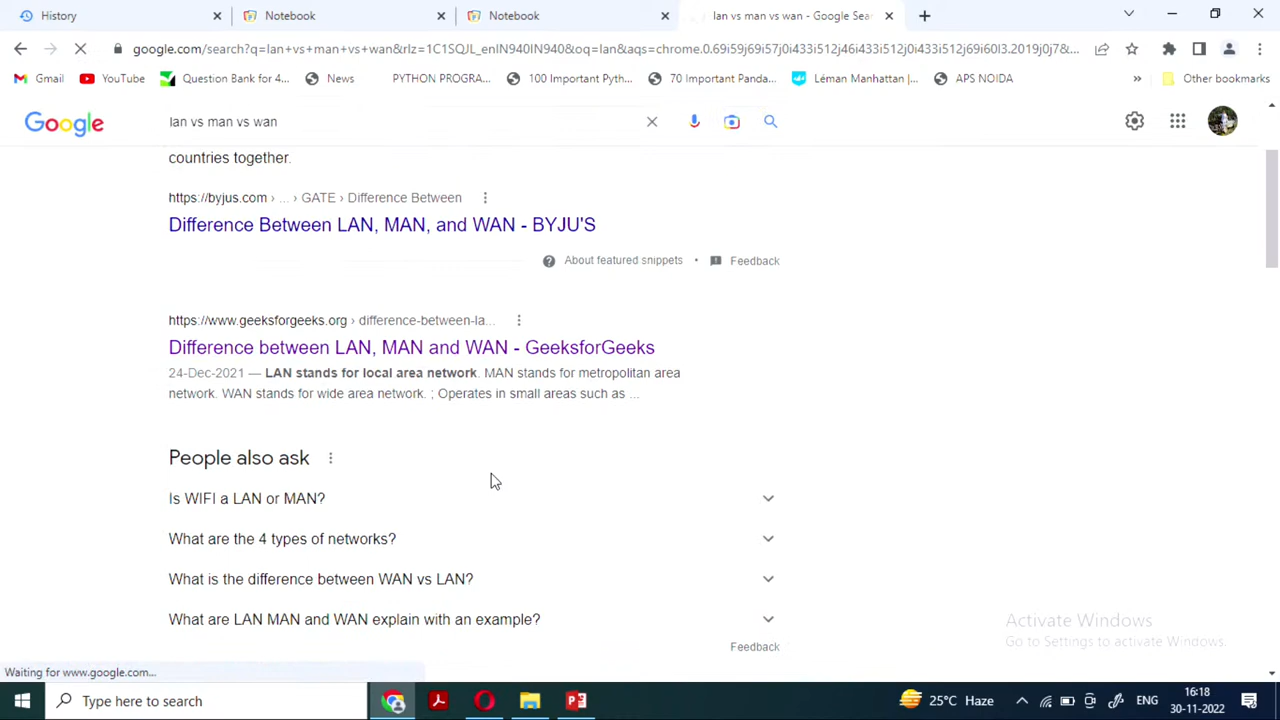 History
Notebook
Notebook
lan vs man vs wan - Google Sea
google.com/search?q=lan+vs+man+vs+wan&rlz=1C1SQJL_enIN940IN940&oq=lan&aqs=chrome.0.69i59j69i57j0i433i512j46i433i512j0i433i512j0i512j69i60l3.2019j0j7&...
Gmail
YouTube
Question Bank for 4...
News
PYTHON PROGRA...
100 Important Pyth...
70 Important Panda...
Léman Manhattan |...
APS NOIDA
Other bookmarks
Google
lan vs man vs wan
countries together.
https://byjus.com › ... › GATE › Difference Between
Difference Between LAN, MAN, and WAN - BYJU'S
About featured snippets • Feedback
https://www.geeksforgeeks.org › difference-between-la...
Difference between LAN, MAN and WAN - GeeksforGeeks
24-Dec-2021 — LAN stands for local area network. MAN stands for metropolitan area
network. WAN stands for wide area network. ; Operates in small areas such as ...
People also ask
Is WIFI a LAN or MAN?
What are the 4 types of networks?
What is the difference between WAN vs LAN?
What are LAN MAN and WAN explain with an example?
Feedback
Activate Windows
Go to Settings to activate Windows.
Waiting for www.google.com...
Type here to search
25°C Haze
ENG
16:18
30-11-2022